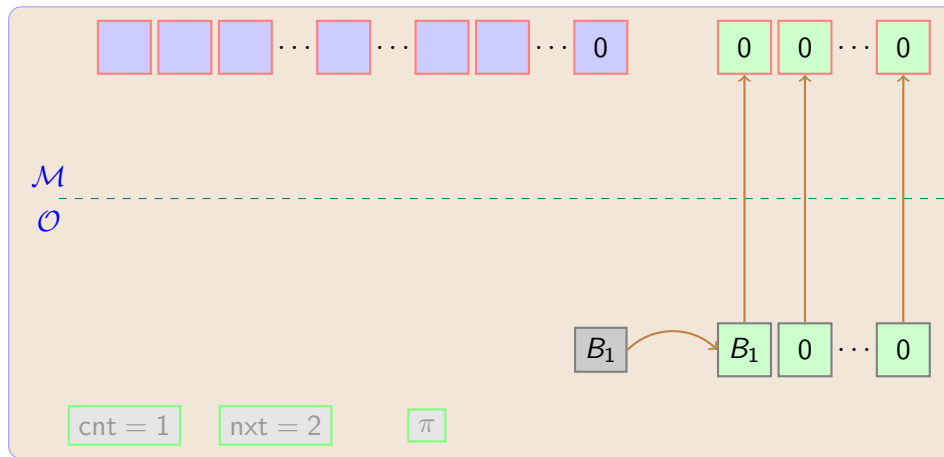 ··· ··· ··· 0 0 0 ··· 0
ℳ
𝒪
B₁ B₁ 0 ··· 0
cnt = 1 nxt = 2 π